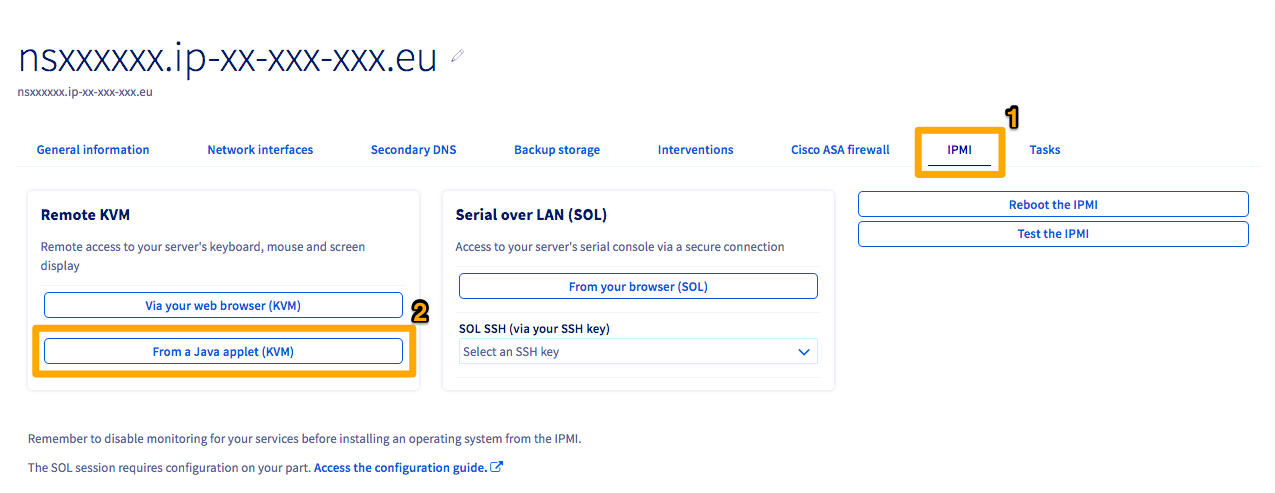 nsxxxxxx.ip-xx-xxx-xxx.eu
nsxxxxxx.ip-xx-xxx-xxx.eu
1
General information Network interfaces Secondary DNS Backup storage Interventions Cisco ASA firewall IPMI Tasks
Remote KVM
Remote access to your server's keyboard, mouse and screen
display
Via your web browser (KVM)
2
From a Java applet (KVM)
Serial over LAN (SOL)
Access to your server's serial console via a secure connection
From your browser (SOL)
SOL SSH (via your SSH key)
Select an SSH key
Reboot the IPMI
Test the IPMI
Remember to disable monitoring for your services before installing an operating system from the IPMI.
The SOL session requires configuration on your part. Access the configuration guide.